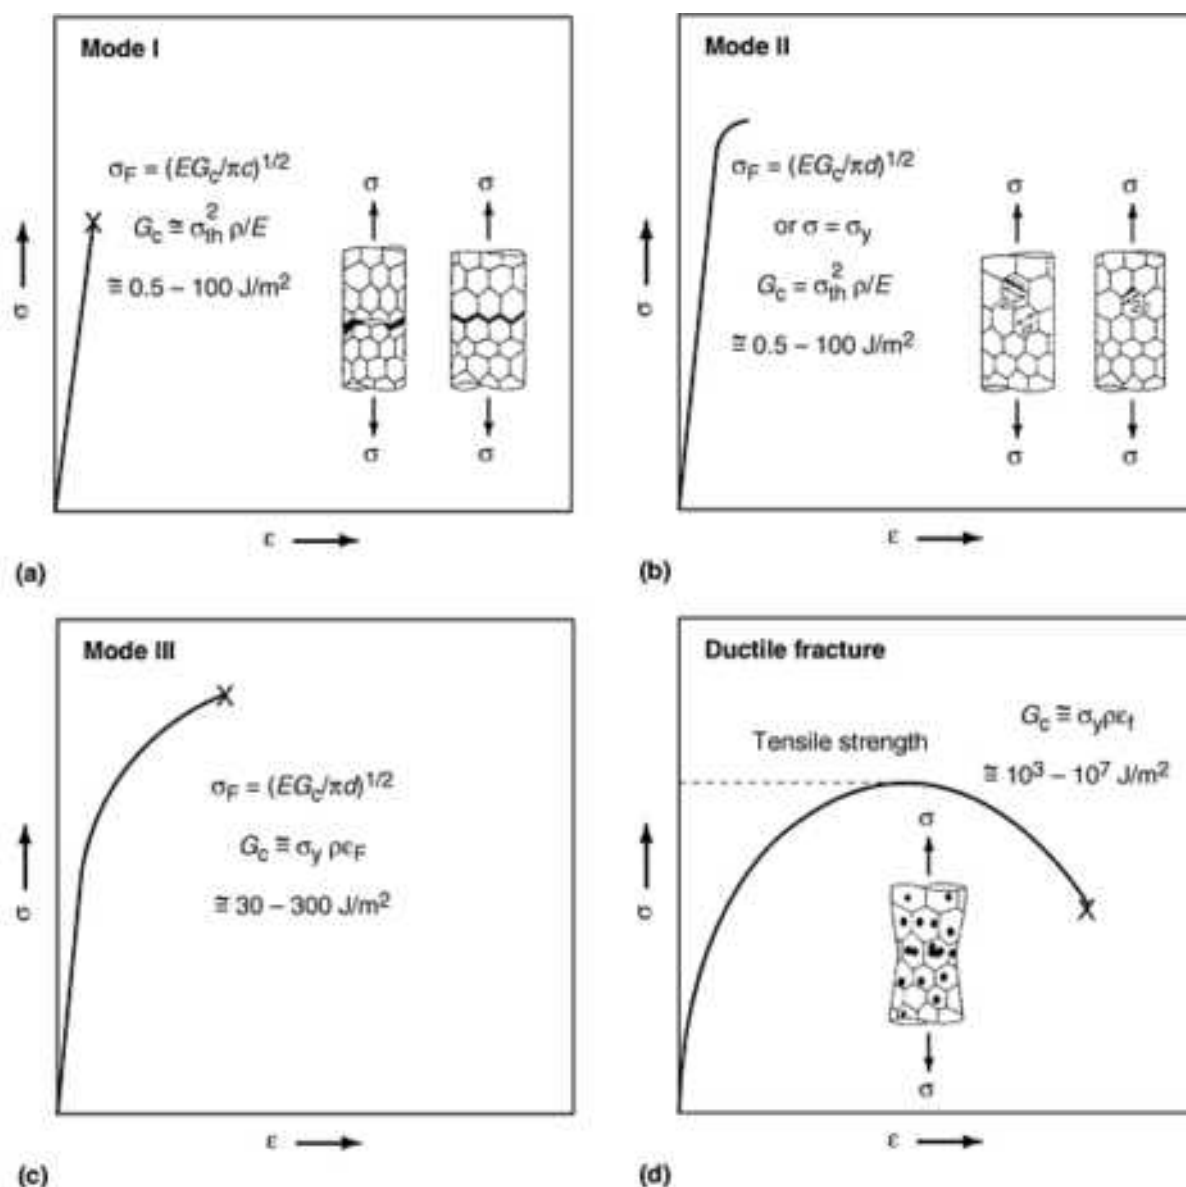 Mode I
σF = (EGc/πc)1/2
Gc ≅ σth2 ρ/E
≅ 0.5 – 100 J/m2
σ σ
σ σ
σ
ε
(a)
Mode II
σF = (EGc/πd)1/2
or σ = σy
Gc = σth2 ρ/E
≅ 0.5 – 100 J/m2
σ σ
σ σ
σ
ε
(b)
Mode III
σF = (EGc/πd)1/2
Gc ≅ σy ρεF
≅ 30 – 300 J/m2
σ
ε
(c)
Ductile fracture
Gc ≅ σyρεf
Tensile strength
≅ 103 – 107 J/m2
σ
σ
σ
ε
(d)